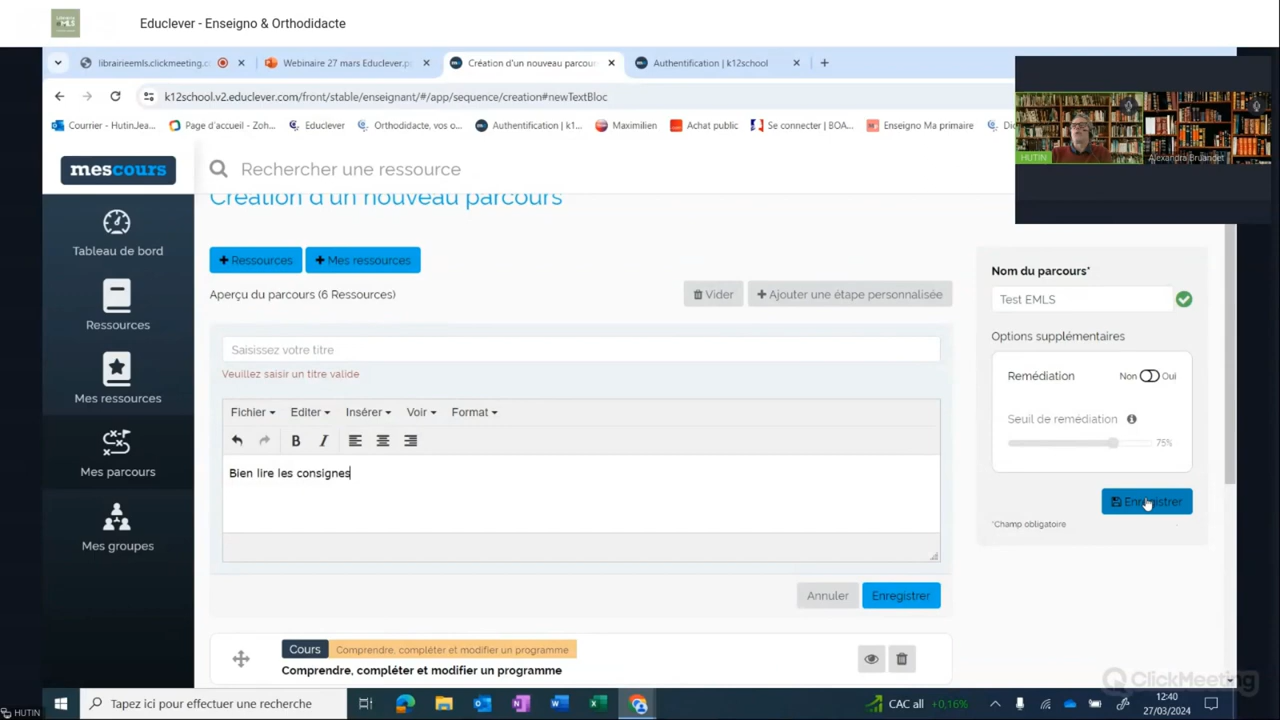 Educlever - Enseigno & Orthodidacte
librairieemls.clickmeeting.c
Webinaire 27 mars Educlever.p
Création d'un nouveau parcour
Authentification | k12school
k12school.v2.educlever.com/front/stable/enseignant/#/app/sequence/creation#newTextBloc
Courrier - HutinJea...
Page d'accueil - Zoh...
Educlever
Orthodidacte, vos o...
Authentification | k1...
Maximilien
Achat public
Se connecter | BOA...
Enseigno Ma primaire
HUTIN
Alexandra Bruandet
mescours
Rechercher une ressource
Création d'un nouveau parcours
Tableau de bord
Ressources
Mes ressources
Mes parcours
Mes groupes
+ Ressources
+ Mes ressources
Aperçu du parcours (6 Ressources)
Vider
+ Ajouter une étape personnalisée
Saisissez votre titre
Veuillez saisir un titre valide
Fichier
Editer
Insérer
Voir
Format
B
I
Bien lire les consignes
Annuler
Enregistrer
Cours
Comprendre, compléter et modifier un programme
Comprendre, compléter et modifier un programme
Nom du parcours*
Test EMLS
Options supplémentaires
Remédiation
Non
Oui
Seuil de remédiation
75%
Enregistrer
*Champ obligatoire
ClickMeeting
Tapez ici pour effectuer une recherche
CAC all +0,16%
12:40
27/03/2024
HUTIN